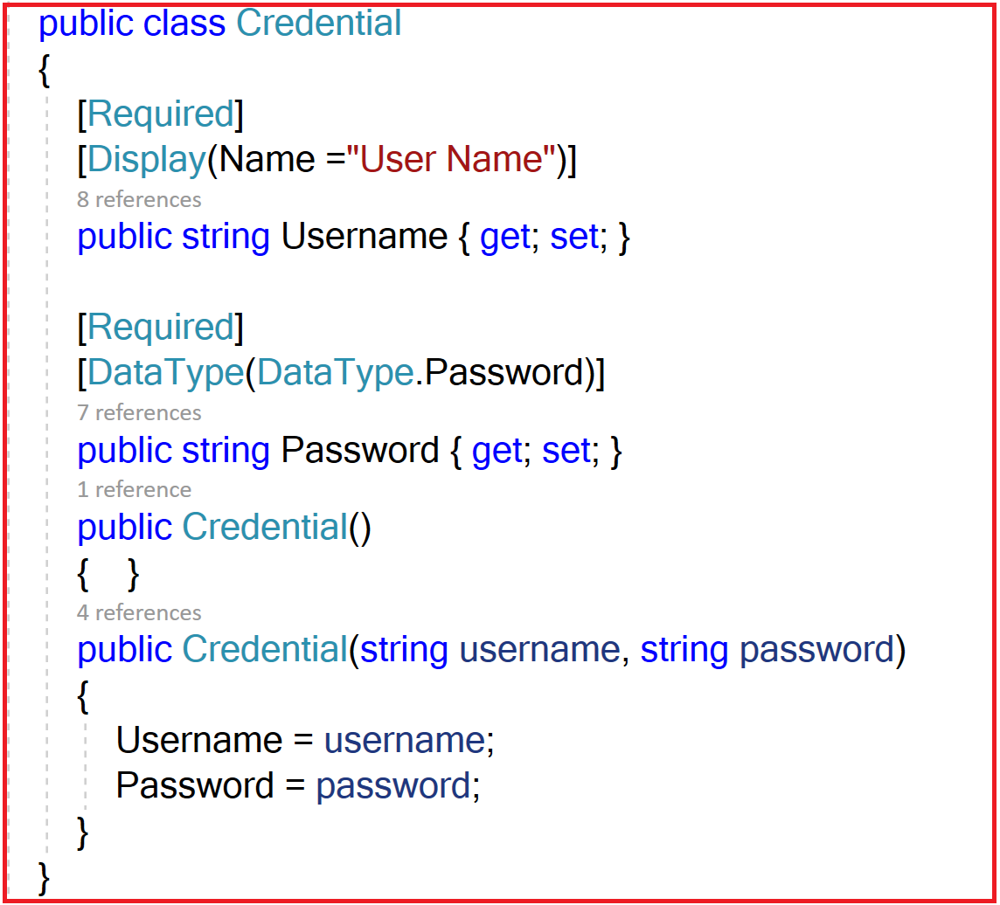 public class Credential
{
[Required]
[Display(Name ="User Name")]
8 references
public string Username { get; set; }
[Required]
[DataType(DataType.Password)]
7 references
public string Password { get; set; }
1 reference
public Credential()
{    }
4 references
public Credential(string username, string password)
{
Username = username;
Password = password;
}
}